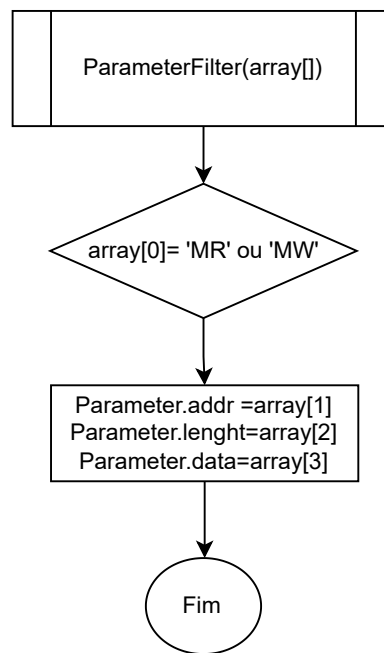 ParameterFilter(array[])
array[0]= 'MR' ou 'MW'
Parameter.addr =array[1]
Parameter.lenght=array[2]
Parameter.data=array[3]
Fim